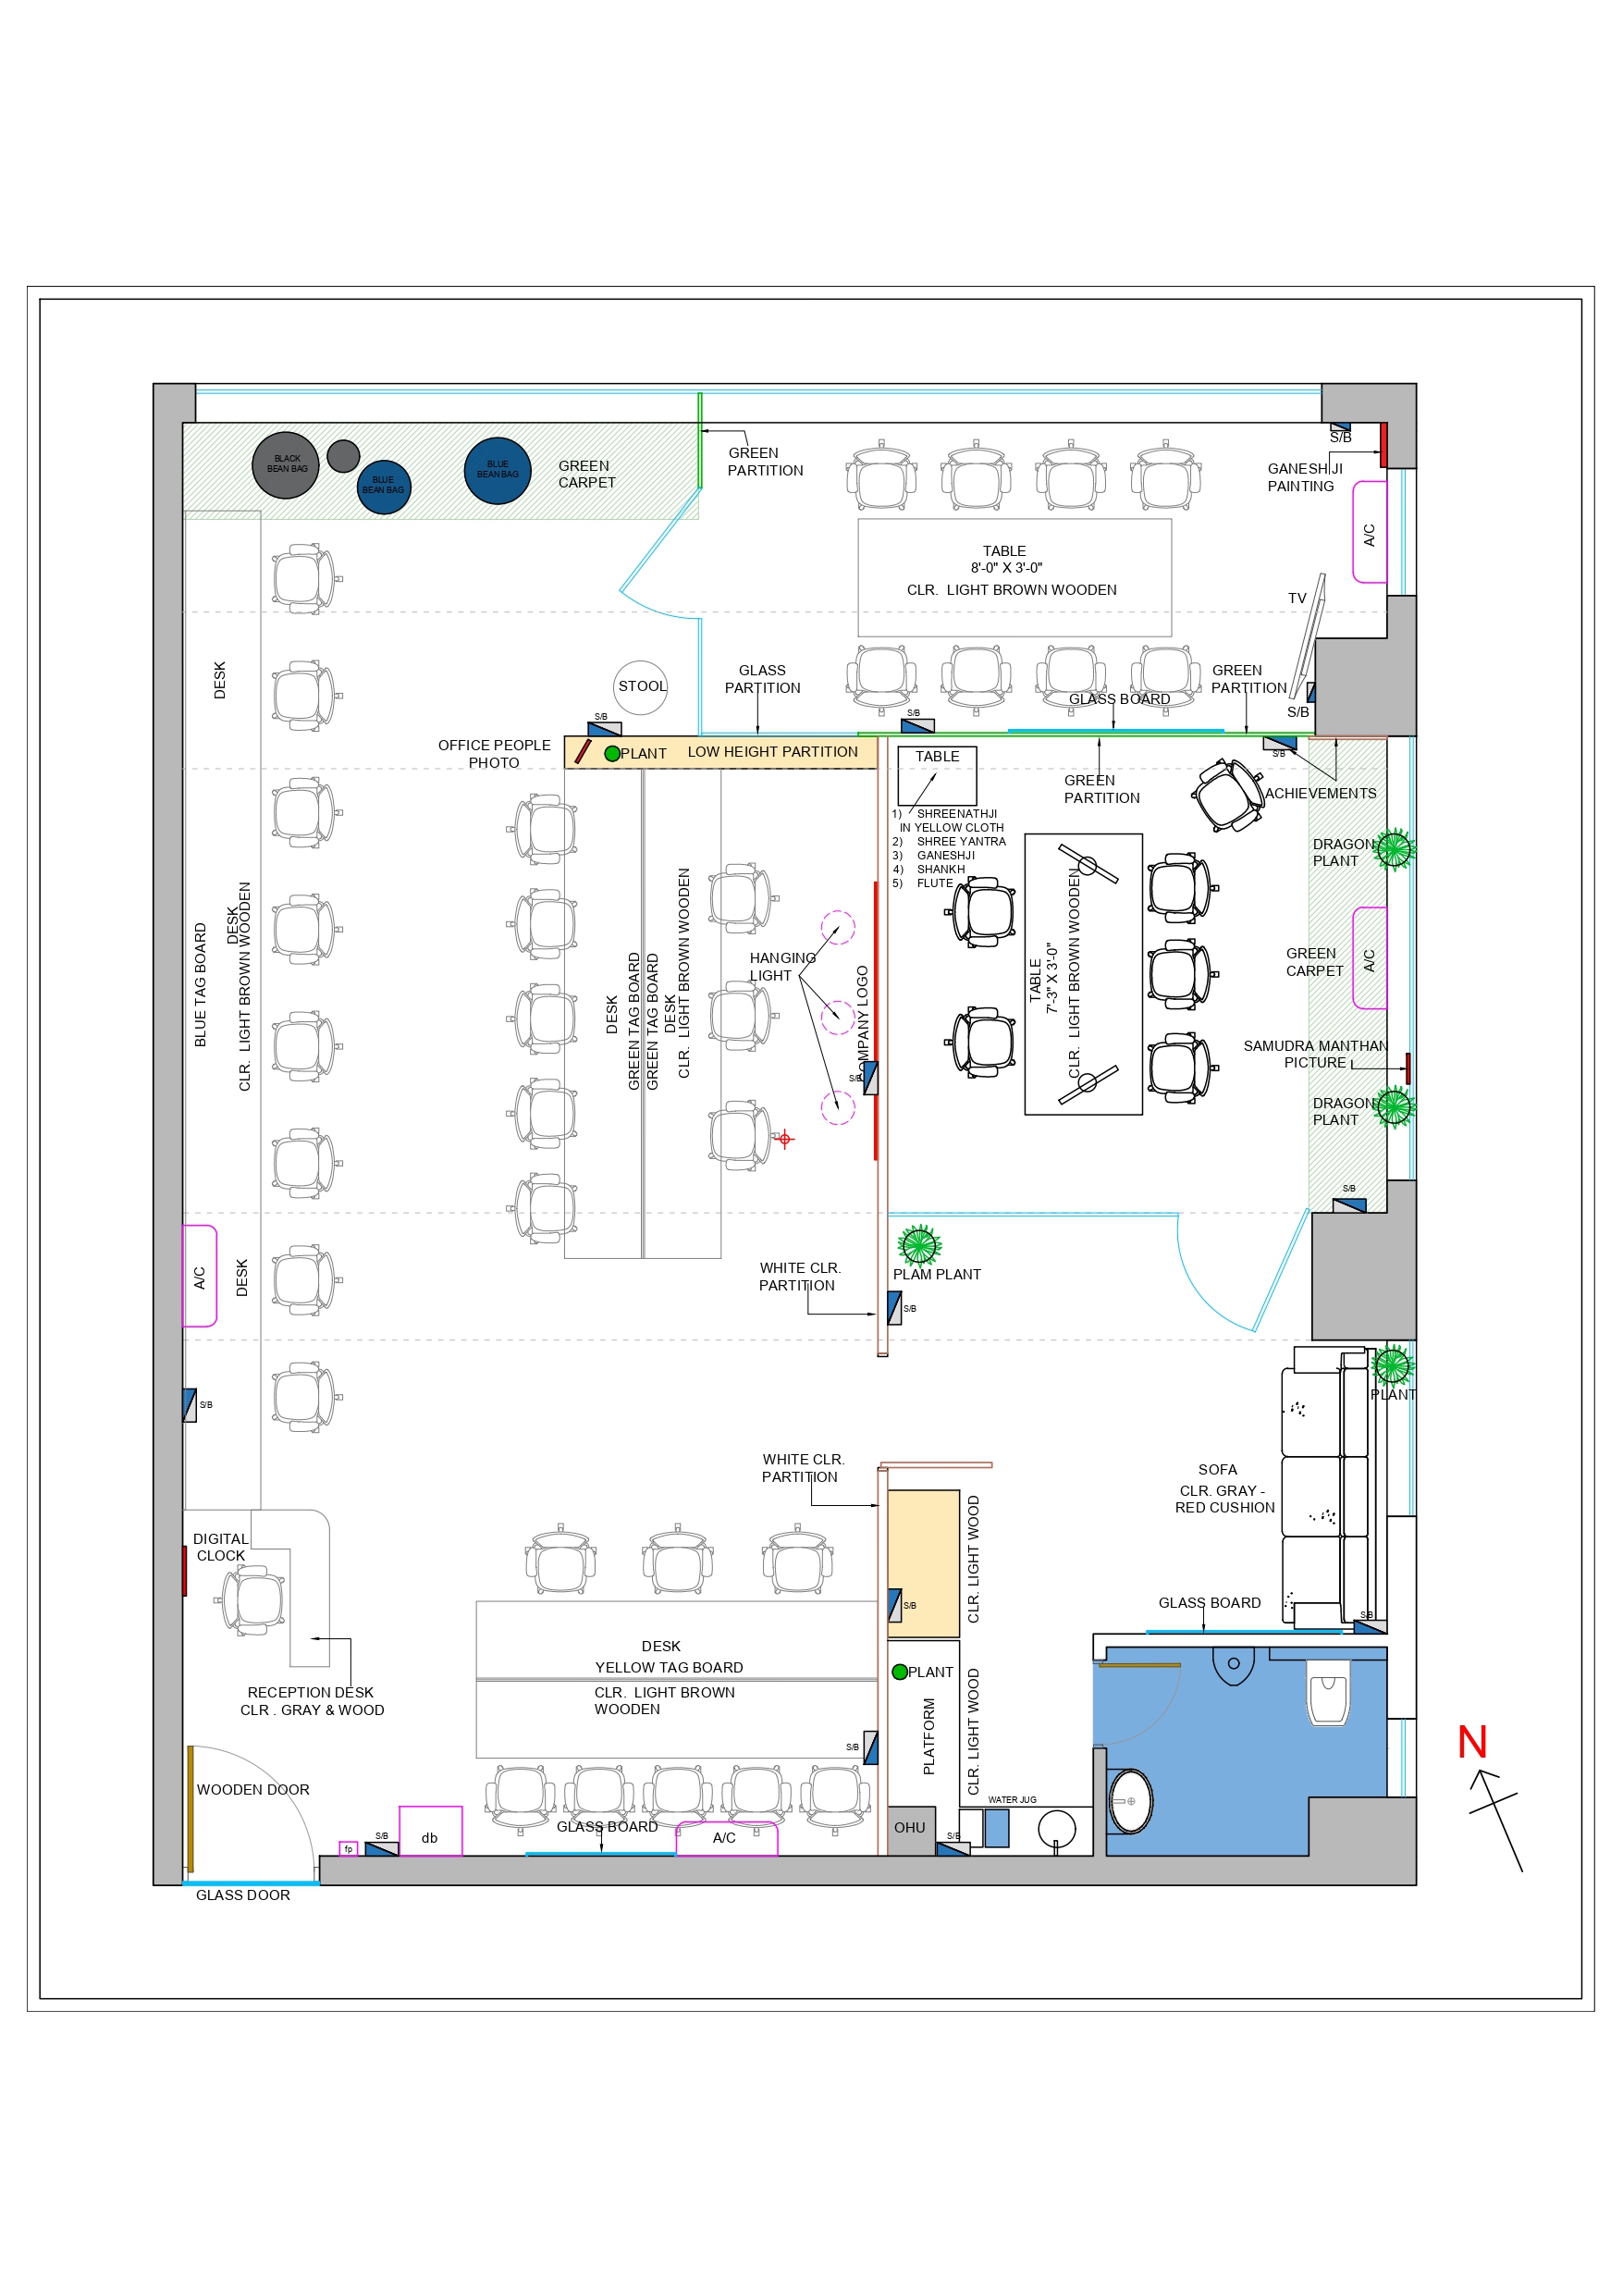 BLACK
BEAN BAG
BLUE
BEAN BAG
BLUE
BEAN BAG
GREEN
CARPET
GREEN
PARTITION
S/B
GANESHJI
PAINTING
A/C
TABLE
8'-0" X 3'-0"
CLR. LIGHT BROWN WOODEN
TV
DESK
STOOL
GLASS
PARTITION
GREEN
PARTITION
GLASS BOARD
S/B
S/B
S/B
OFFICE PEOPLE
PHOTO
PLANT
LOW HEIGHT PARTITION
TABLE
S/B
GREEN
PARTITION
ACHIEVEMENTS
1) SHREENATHJI
IN YELLOW CLOTH
2) SHREE YANTRA
3) GANESHJI
4) SHANKH
5) FLUTE
DRAGON
PLANT
BLUE TAG BOARD
DESK
CLR. LIGHT BROWN WOODEN
DESK
GREEN TAG BOARD
GREEN TAG BOARD
DESK
CLR. LIGHT BROWN WOODEN
HANGING
LIGHT
COMPANY LOGO
S/B
TABLE
7'-3" X 3'-0"
CLR. LIGHT BROWN WOODEN
GREEN
CARPET
A/C
SAMUDRA MANTHAN
PICTURE
DRAGON
PLANT
S/B
A/C
DESK
WHITE CLR.
PARTITION
PLAM PLANT
S/B
S/B
PLANT
WHITE CLR.
PARTITION
SOFA
CLR. GRAY -
RED CUSHION
DIGITAL
CLOCK
CLR. LIGHT WOOD
S/B
GLASS BOARD
S/B
DESK
YELLOW TAG BOARD
CLR. LIGHT BROWN
WOODEN
PLANT
RECEPTION DESK
CLR . GRAY & WOOD
PLATFORM
CLR. LIGHT WOOD
S/B
N
WOODEN DOOR
WATER JUG
fp
S/B
db
GLASS BOARD
A/C
OHU
S/B
GLASS DOOR